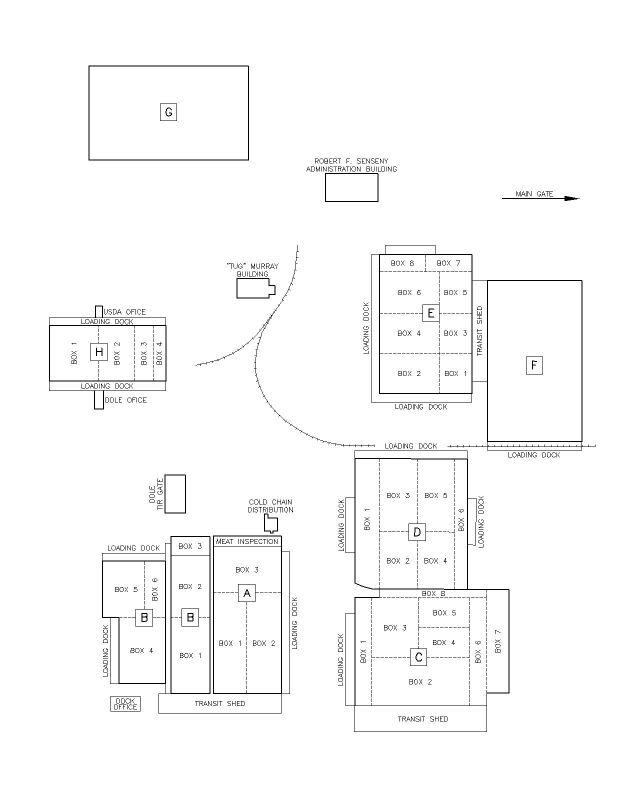 G
ROBERT F. SENSENY
ADMINISTRATION BUILDING
MAIN GATE
"TUG" MURRAY
BUILDING
BOX 8
BOX 7
BOX 6
BOX 5
E
BOX 4
BOX 3
BOX 2
BOX 1
LOADING DOCK
LOADING DOCK
TRANSIT SHED
F
LOADING DOCK
USDA OFICE
LOADING DOCK
BOX 1
H
BOX 2
BOX 3
BOX 4
LOADING DOCK
DOLE OFICE
LOADING DOCK
BOX 1
BOX 3
BOX 5
BOX 6
D
BOX 2
BOX 4
LOADING DOCK
LOADING DOCK
DOLE
TIR GATE
COLD CHAIN
DISTRIBUTION
LOADING DOCK
BOX 3
MEAT INSPECTION
BOX 5
BOX 6
BOX 2
BOX 3
A
B
B
BOX 4
BOX 1
BOX 1
BOX 2
LOADING DOCK
LOADING DOCK
DOCK
OFFICE
TRANSIT SHED
BOX 8
BOX 1
BOX 3
BOX 5
BOX 4
BOX 6
BOX 7
C
BOX 2
LOADING DOCK
TRANSIT SHED